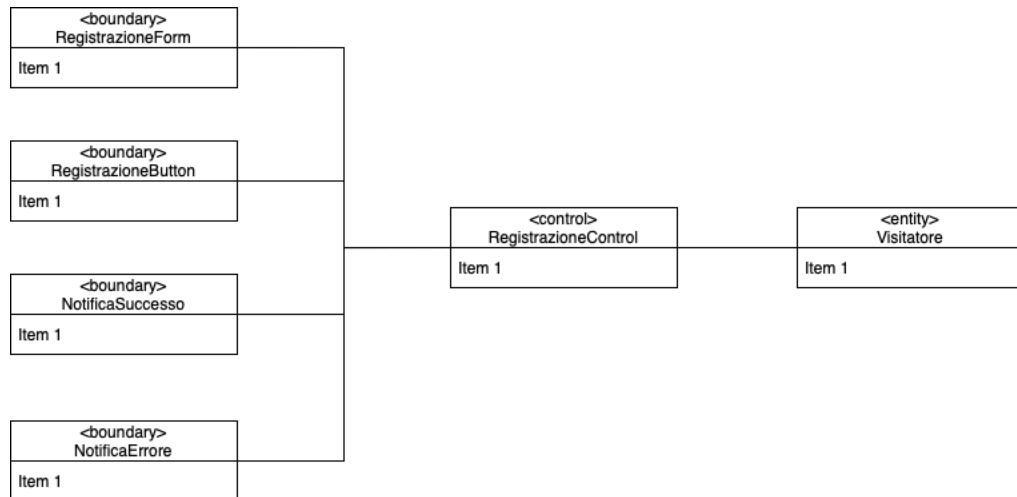 <boundary>
RegistrazioneForm
Item 1
<boundary>
RegistrazioneButton
Item 1
<boundary>
NotificaSuccesso
Item 1
<boundary>
NotificaErrore
Item 1
<control>
RegistrazioneControl
Item 1
<entity>
Visitatore
Item 1